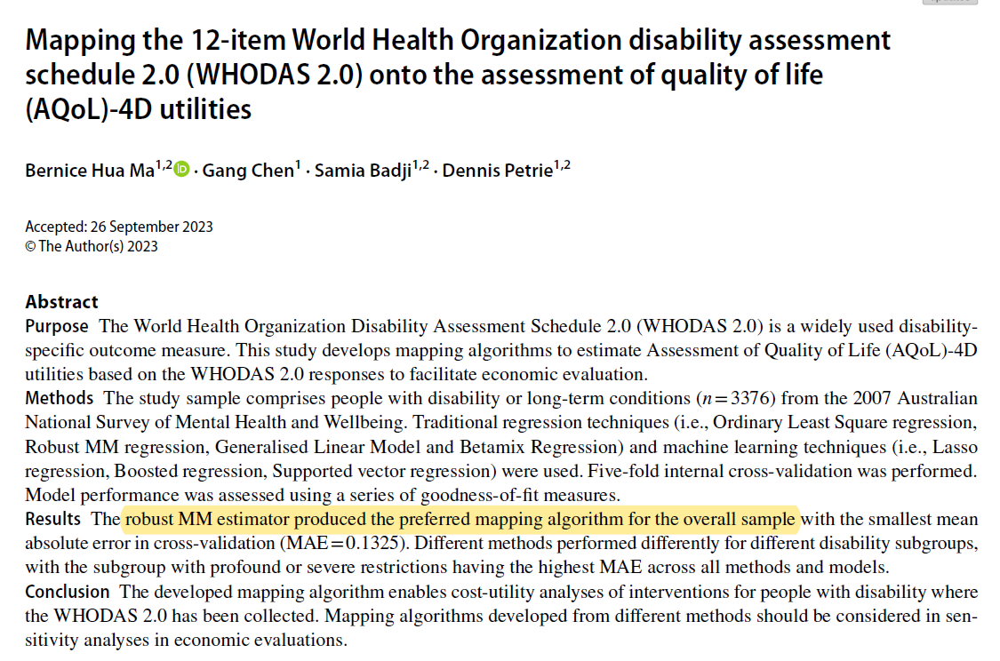 Mapping the 12-item World Health Organization disability assessment
schedule 2.0 (WHODAS 2.0) onto the assessment of quality of life
(AQoL)-4D utilities
Bernice Hua Ma1,2 iD · Gang Chen1 · Samia Badji1,2 · Dennis Petrie1,2
Accepted: 26 September 2023
© The Author(s) 2023
Abstract
Purpose The World Health Organization Disability Assessment Schedule 2.0 (WHODAS 2.0) is a widely used disability-
specific outcome measure. This study develops mapping algorithms to estimate Assessment of Quality of Life (AQoL)-4D
utilities based on the WHODAS 2.0 responses to facilitate economic evaluation.
Methods The study sample comprises people with disability or long-term conditions (n=3376) from the 2007 Australian
National Survey of Mental Health and Wellbeing. Traditional regression techniques (i.e., Ordinary Least Square regression,
Robust MM regression, Generalised Linear Model and Betamix Regression) and machine learning techniques (i.e., Lasso
regression, Boosted regression, Supported vector regression) were used. Five-fold internal cross-validation was performed.
Model performance was assessed using a series of goodness-of-fit measures.
Results The robust MM estimator produced the preferred mapping algorithm for the overall sample with the smallest mean
absolute error in cross-validation (MAE=0.1325). Different methods performed differently for different disability subgroups,
with the subgroup with profound or severe restrictions having the highest MAE across all methods and models.
Conclusion The developed mapping algorithm enables cost-utility analyses of interventions for people with disability where
the WHODAS 2.0 has been collected. Mapping algorithms developed from different methods should be considered in sen-
sitivity analyses in economic evaluations.